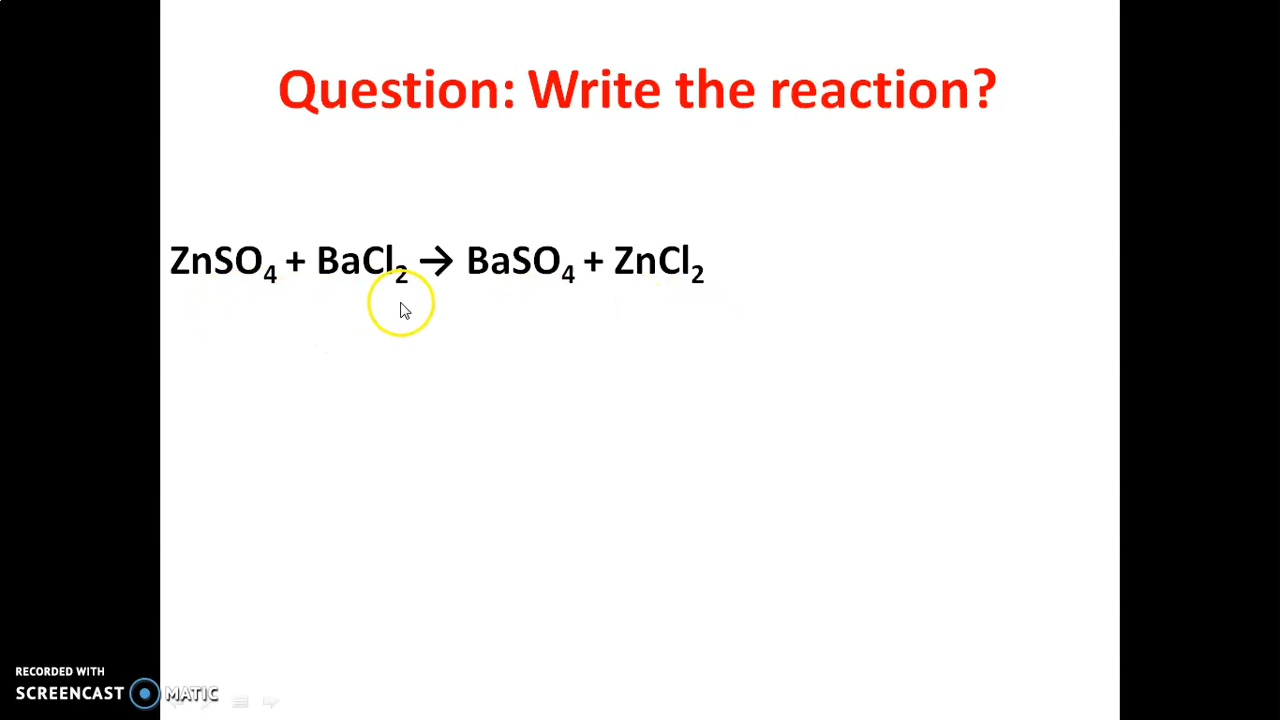 Question: Write the reaction?
ZnSO₄ + BaCl₂ → BaSO₄ + ZnCl₂
RECORDED WITH
SCREENCAST MATIC